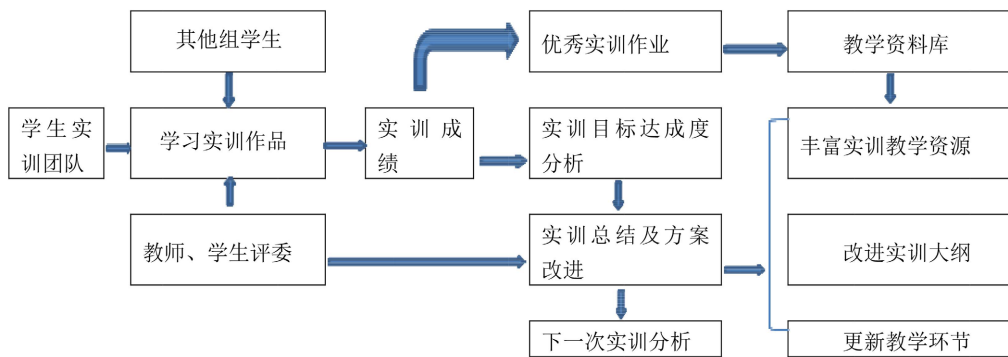 其他组学生
优秀实训作业
教学资料库
学生实
训团队
学习实训作品
实训成
绩
实训目标达成度
分析
丰富实训教学资源
教师、学生评委
实训总结及方案
改进
改进实训大纲
下一次实训分析
更新教学环节